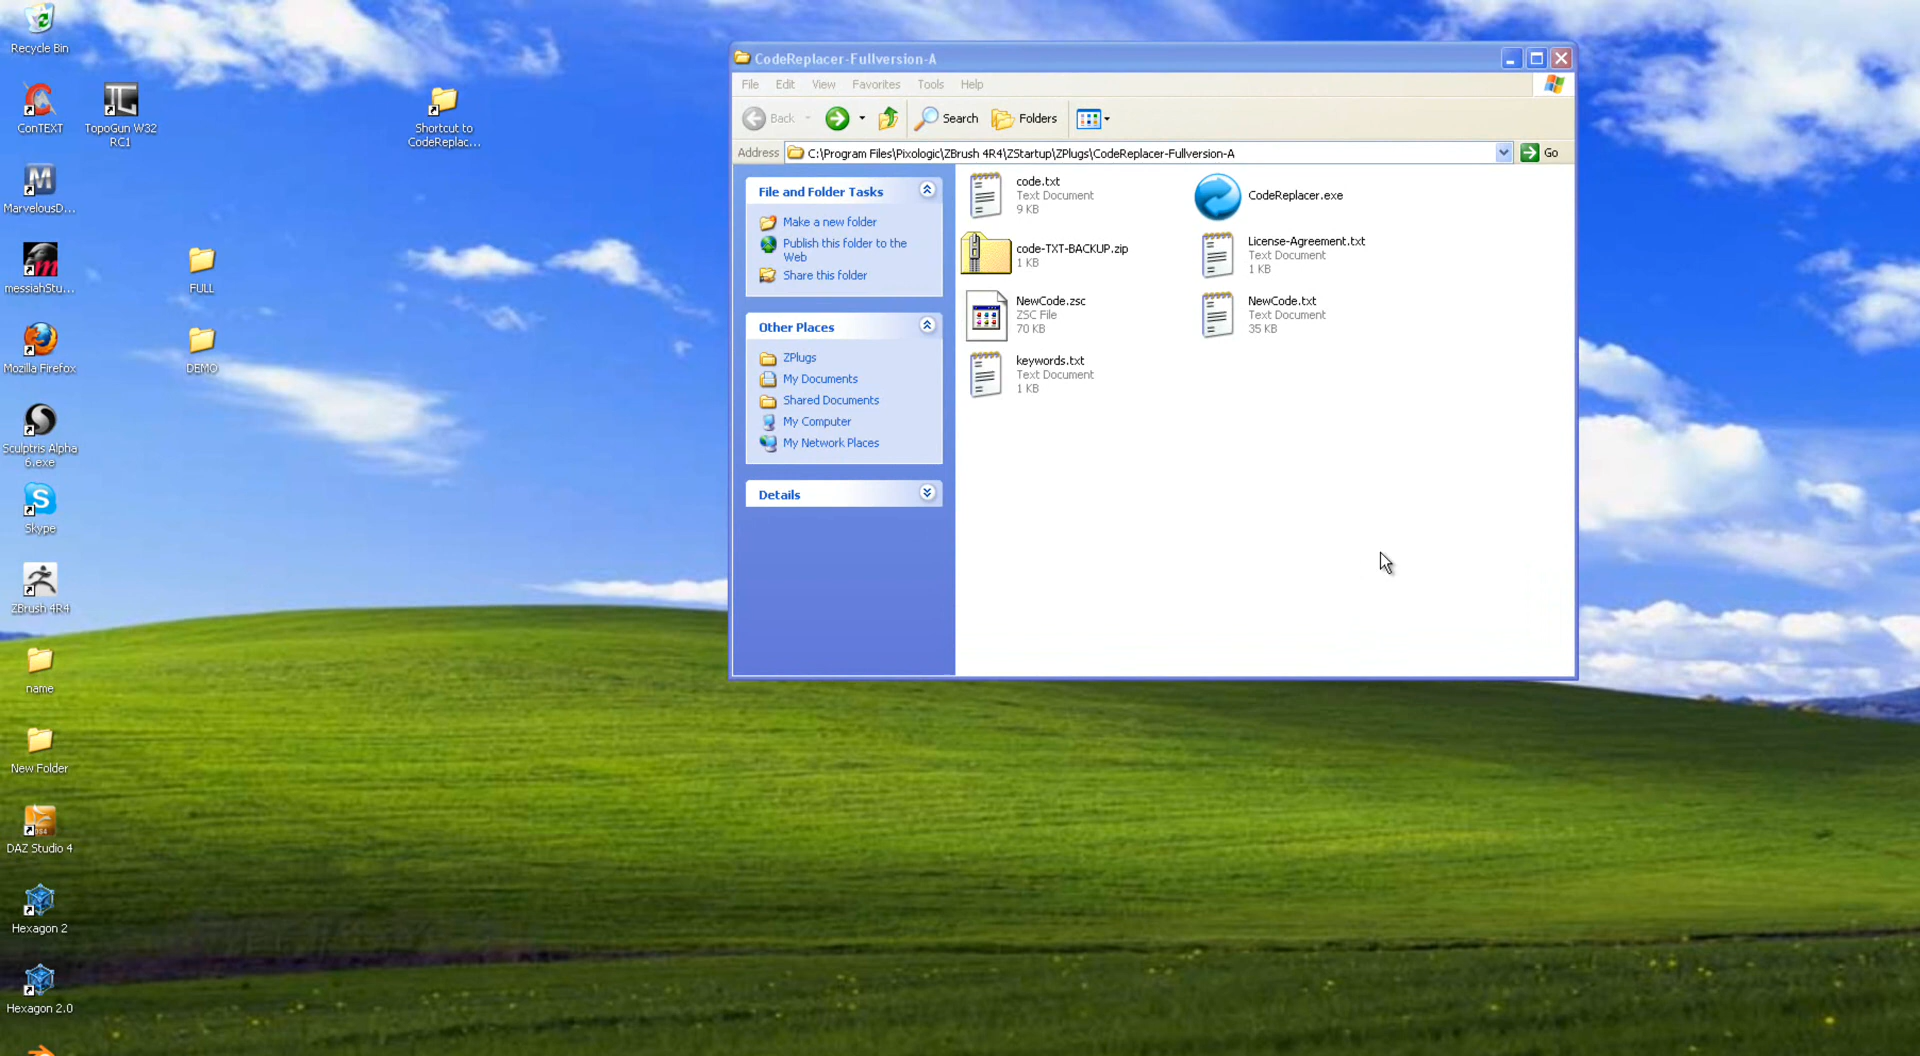 Recycle Bin
ConTEXT
TopoGun W32
RC1
Shortcut to
CodeReplac...
MarvelousD...
messiahStu...
FULL
Mozilla Firefox
DEMO
Sculptris Alpha
6.exe
Skype
ZBrush 4R4
name
New Folder
DAZ Studio 4
Hexagon 2
Hexagon 2.0
CodeReplacer-Fullversion-A
File Edit View Favorites Tools Help
Back Search Folders
Address C:\Program Files\Pixologic\ZBrush 4R4\ZStartup\ZPlugs\CodeReplacer-Fullversion-A Go
File and Folder Tasks
Make a new folder
Publish this folder to the
Web
Share this folder
Other Places
ZPlugs
My Documents
Shared Documents
My Computer
My Network Places
Details
code.txt
Text Document
9 KB
CodeReplacer.exe
code-TXT-BACKUP.zip
1 KB
License-Agreement.txt
Text Document
1 KB
NewCode.zsc
ZSC File
70 KB
NewCode.txt
Text Document
35 KB
keywords.txt
Text Document
1 KB